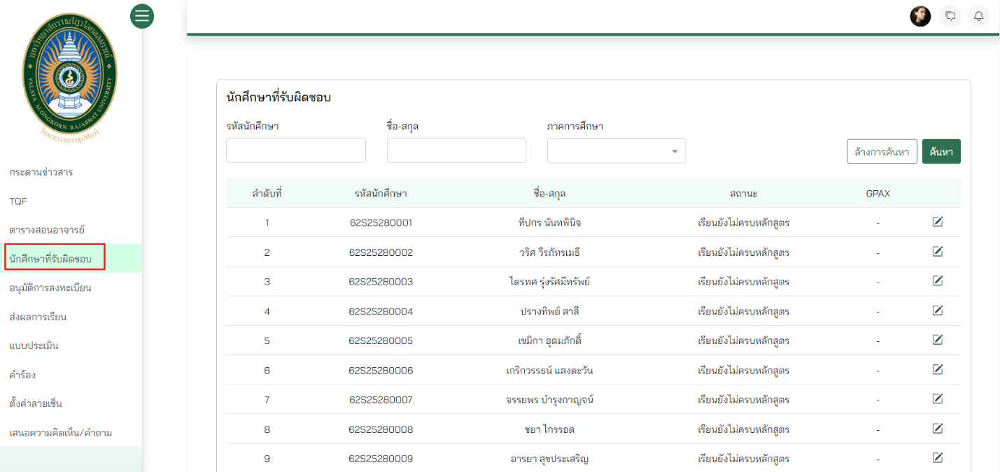 มหาวิทยาลัยราชภัฏวไลยอลงกรณ์
VALAYA ALONGKORN RAJABHAT UNIVERSITY
ในพระบรมราชูปถัมภ์
กระดานข่าวสาร
TQF
ตารางสอนอาจารย์
นักศึกษาที่รับผิดชอบ
อนุมัติการลงทะเบียน
ส่งผลการเรียน
แบบประเมิน
คำร้อง
ตั้งค่าลายเซ็น
เสนอความคิดเห็น/คำถาม
นักศึกษาที่รับผิดชอบ
รหัสนักศึกษา ชื่อ-สกุล ภาคการศึกษา
ล้างการค้นหา ค้นหา
ลำดับที่ รหัสนักศึกษา ชื่อ-สกุล สถานะ GPAX
1 62S25280001 ทีปกร นันทพินิจ เรียนยังไม่ครบหลักสูตร -
2 62S25280002 วริศ วีรภัทรเมธี เรียนยังไม่ครบหลักสูตร -
3 62S25280003 ไตรทศ รุ่งรัศมีทรัพย์ เรียนยังไม่ครบหลักสูตร -
4 62S25280004 ปรางทิพย์ สาลี เรียนยังไม่ครบหลักสูตร -
5 62S25280005 เขมิกา อุดมภักดิ์ เรียนยังไม่ครบหลักสูตร -
6 62S25280006 เกริกวรรธน์ แสงตะวัน เรียนยังไม่ครบหลักสูตร -
7 62S25280007 จรรยพร บำรุงกาญจน์ เรียนยังไม่ครบหลักสูตร -
8 62S25280008 ชยา ไกรรอด เรียนยังไม่ครบหลักสูตร -
9 62S25280009 อารยา สุขประเสริญ เรียนยังไม่ครบหลักสูตร -